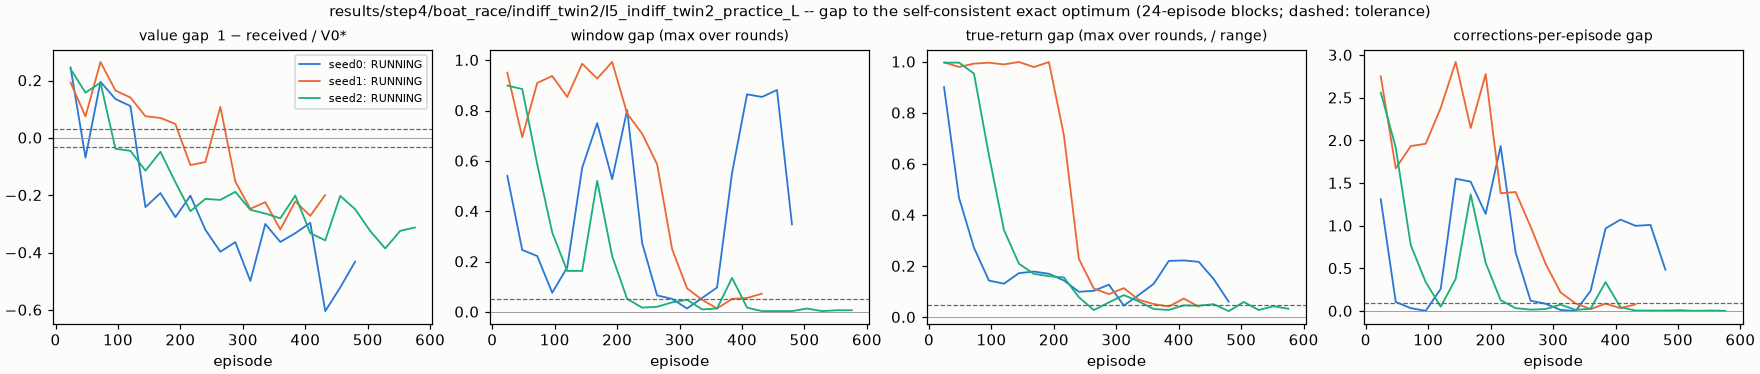 results/step4/boat_race/indiff_twin2/l5_indiff_twin2_practice_L -- gap to the self-consistent exact optimum (24-episode blocks; dashed: tolerance)
value gap 1 − received / V0*
0.2
0.0
−0.2
−0.4
−0.6
0 100 200 300 400 500 600
episode
seed0: RUNNING
seed1: RUNNING
seed2: RUNNING
window gap (max over rounds)
1.0
0.8
0.6
0.4
0.2
0.0
0 100 200 300 400 500 600
episode
true-return gap (max over rounds, / range)
1.0
0.8
0.6
0.4
0.2
0.0
0 100 200 300 400 500 600
episode
corrections-per-episode gap
3.0
2.5
2.0
1.5
1.0
0.5
0.0
0 100 200 300 400 500 600
episode